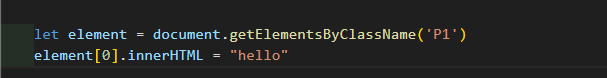 let element = document.getElementsByClassName('P1')
element[0].innerHTML = "hello"